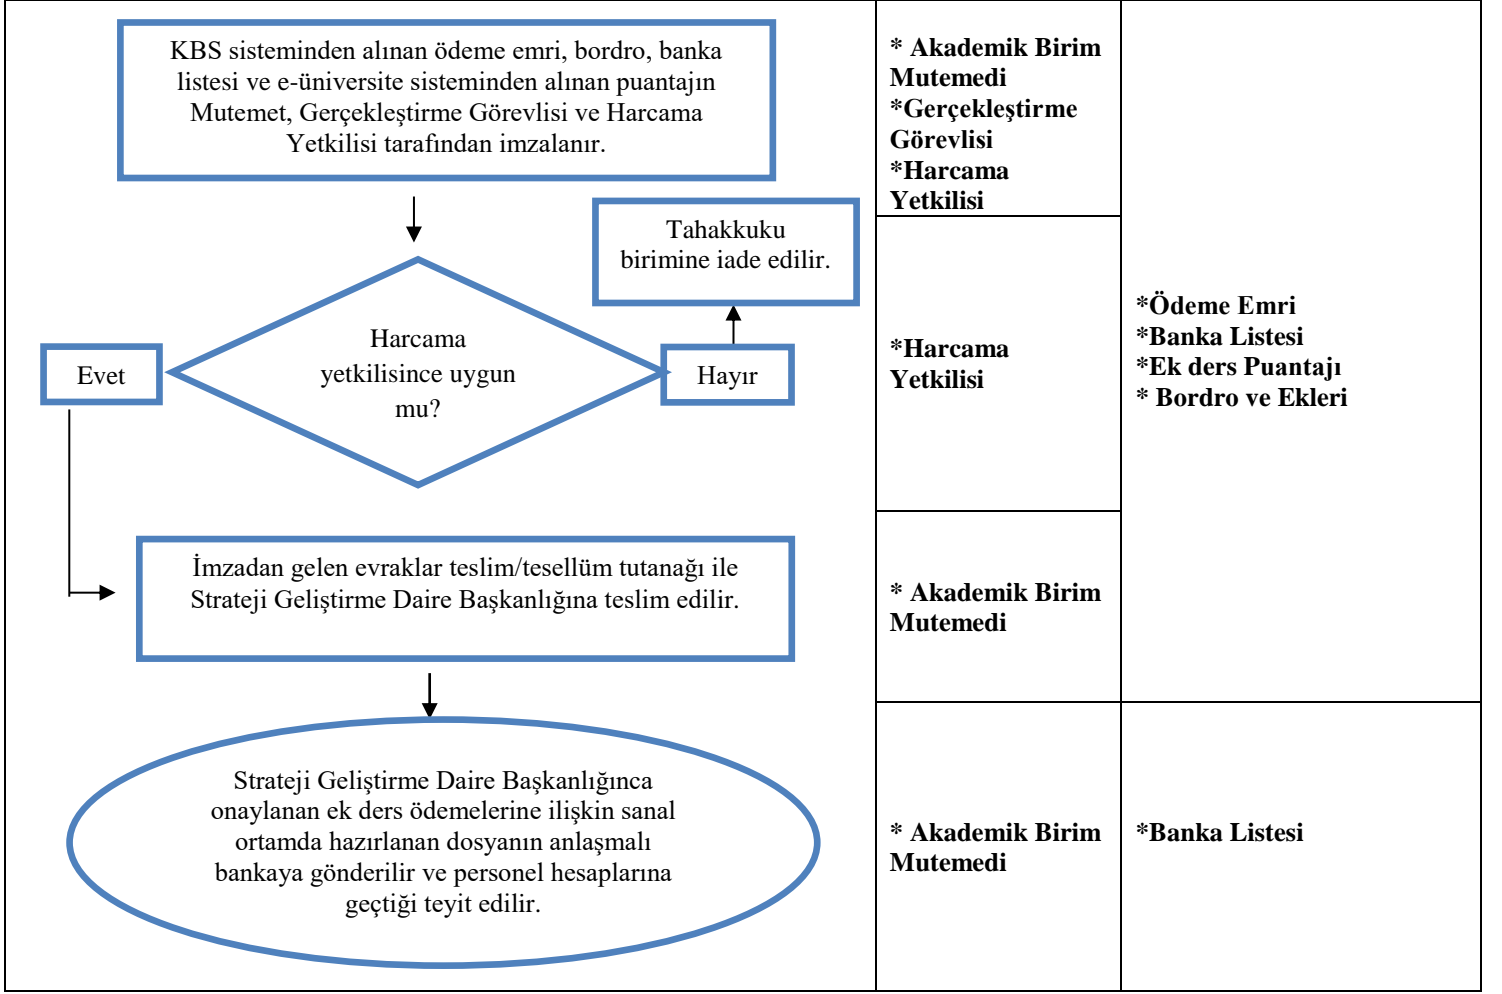 KBS sisteminden alınan ödeme emri, bordro, banka
listesi ve e-üniversite sisteminden alınan puantajın
Mutemet, Gerçekleştirme Görevlisi ve Harcama
Yetkilisi tarafından imzalanır.
* Akademik Birim
Mutemedi
*Gerçekleştirme
Görevlisi
*Harcama
Yetkilisi
Tahakkuku
birimine iade edilir.
Harcama
yetkilisince uygun
mu?
Evet
Hayır
*Harcama
Yetkilisi
*Ödeme Emri
*Banka Listesi
*Ek ders Puantajı
* Bordro ve Ekleri
İmzadan gelen evraklar teslim/tesellüm tutanağı ile
Strateji Geliştirme Daire Başkanlığına teslim edilir.
* Akademik Birim
Mutemedi
Strateji Geliştirme Daire Başkanlığınca
onaylanan ek ders ödemelerine ilişkin sanal
ortamda hazırlanan dosyanın anlaşmalı
bankaya gönderilir ve personel hesaplarına
geçtiği teyit edilir.
* Akademik Birim
Mutemedi
*Banka Listesi